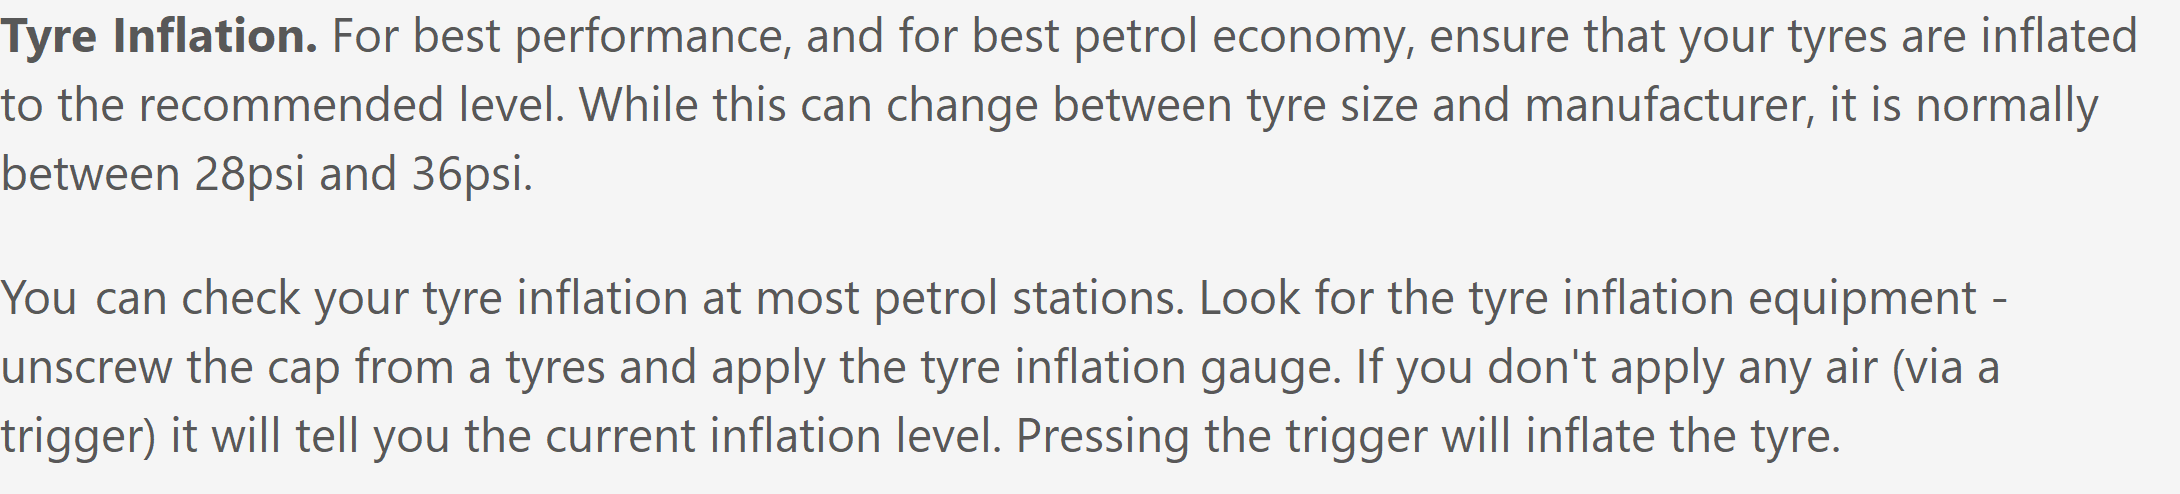 Tyre Inflation. For best performance, and for best petrol economy, ensure that your tyres are inflated
to the recommended level. While this can change between tyre size and manufacturer, it is normally
between 28psi and 36psi.
You can check your tyre inflation at most petrol stations. Look for the tyre inflation equipment -
unscrew the cap from a tyres and apply the tyre inflation gauge. If you don't apply any air (via a
trigger) it will tell you the current inflation level. Pressing the trigger will inflate the tyre.